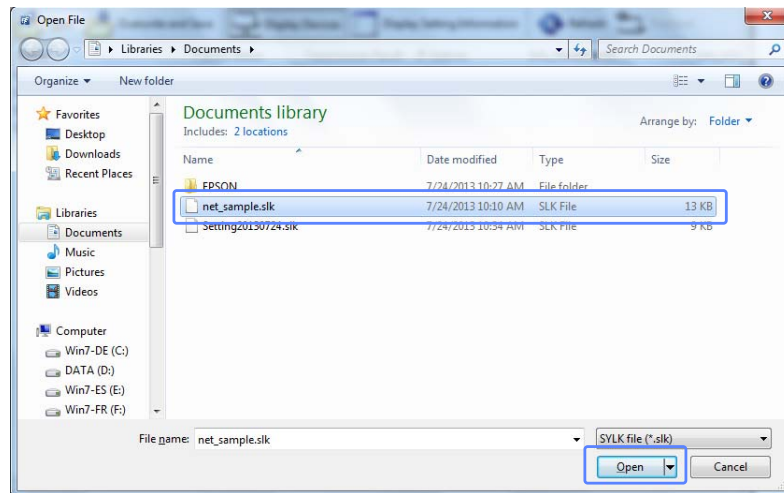 Open File
Libraries ▸ Documents ▸
Search Documents
Organize
New folder
Favorites
Desktop
Downloads
Recent Places
Libraries
Documents
Music
Pictures
Videos
Computer
Win7-DE (C:)
DATA (D:)
Win7-ES (E:)
Win7-FR (F:)
Documents library
Includes: 2 locations
Arrange by: Folder
Name Date modified Type Size
EPSON 7/24/2013 10:27 AM File folder
net_sample.slk 7/24/2013 10:10 AM SLK File 13 KB
Setting20130724.slk 7/24/2013 10:54 AM SLK File 9 KB
File name: net_sample.slk
SYLK file (*.slk)
Open Cancel